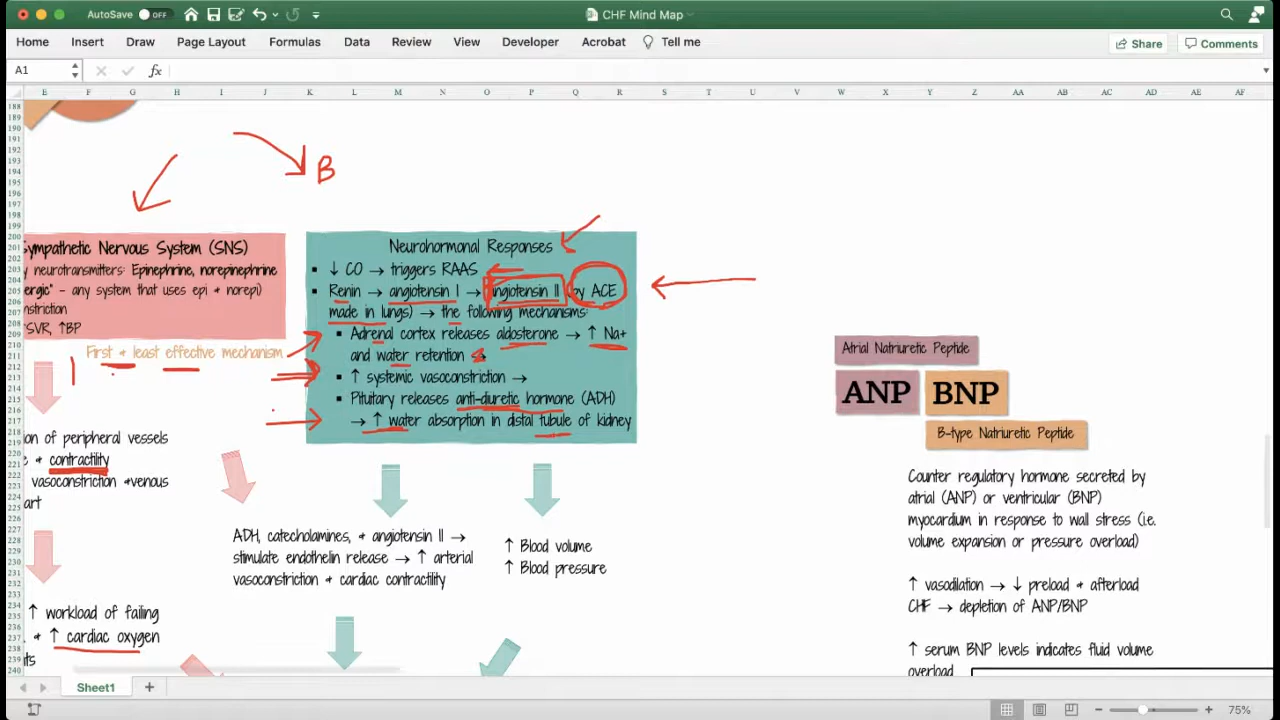 AutoSave OFF
CHF Mind Map
Home Insert Draw Page Layout Formulas Data Review View Developer Acrobat Tell me
Share Comments
A1 fx
E F G H I J K L M N O P Q R S T U V W X Y Z AA AB AC AD AE AF
B
ympathetic Nervous System (SNS)
y neurotransmitters: Epinephrine, norepinephrine
ergic" – any system that uses epi & norepi)
nstriction
SVR, ↑BP
First & least effective mechanism
on of peripheral vessels
& contractility
vasoconstriction &venous
art
↑ workload of failing
& ↑ cardiac oxygen
ts
Neurohormonal Responses
▪ ↓ CO → triggers RAAS
▪ Renin → angiotensin I → angiotensin II (by ACE
made in lungs) → the following mechanisms:
▪ Adrenal cortex releases aldosterone → ↑ Na+
and water retention &
▪ ↑ systemic vasoconstriction →
▪ Pituitary releases anti-diuretic hormone (ADH)
→ ↑ water absorption in distal tubule of kidney
ADH, catecholamines, & angiotensin II →
stimulate endothelin release → ↑ arterial
vasoconstriction & cardiac contractility
↑ Blood volume
↑ Blood pressure
Atrial Natriuretic Peptide
ANP BNP
B-type Natriuretic Peptide
Counter regulatory hormone secreted by
atrial (ANP) or ventricular (BNP)
myocardium in response to wall stress (i.e.
volume expansion or pressure overload)
↑ vasodilation → ↓ preload & afterload
CHF → depletion of ANP/BNP
↑ serum BNP levels indicates fluid volume
overload
Sheet1
75%